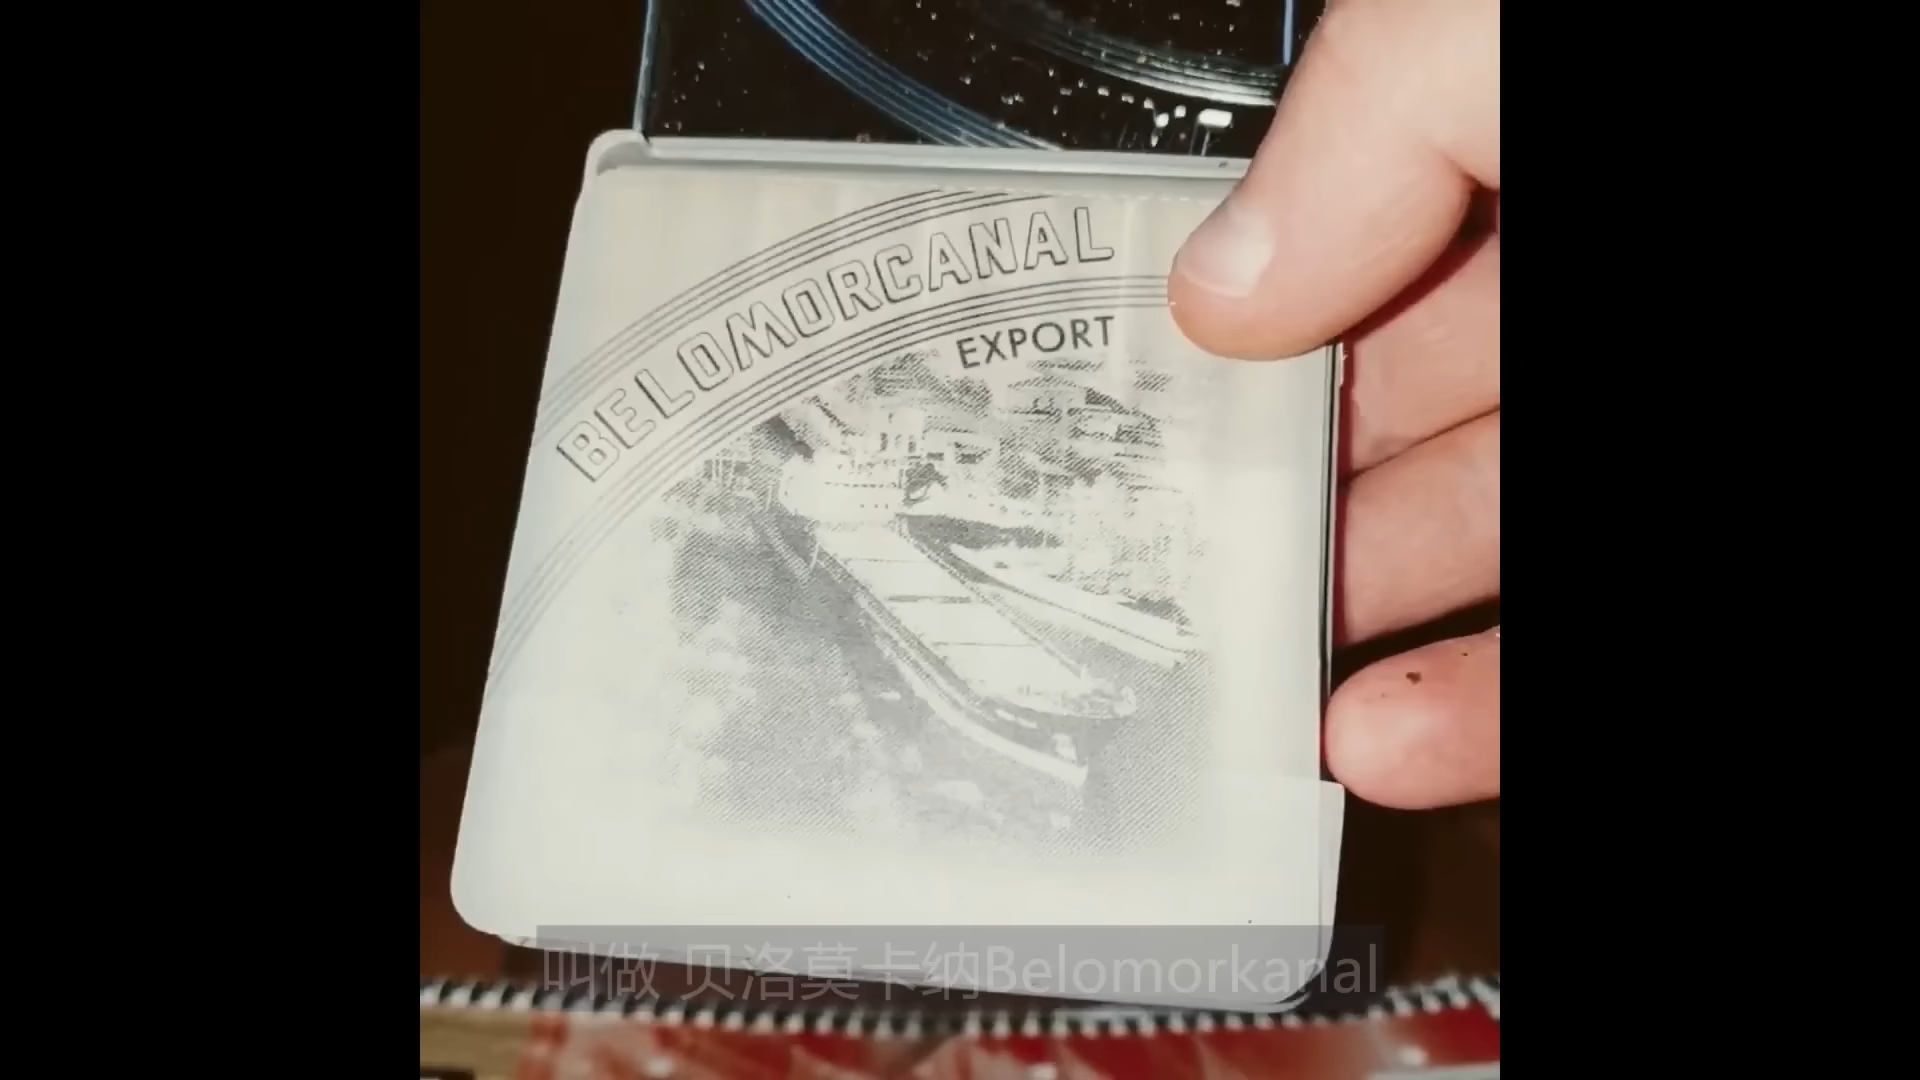 BELOMORCANAL
EXPORT
叫做 贝洛莫卡纳Belomorkanal